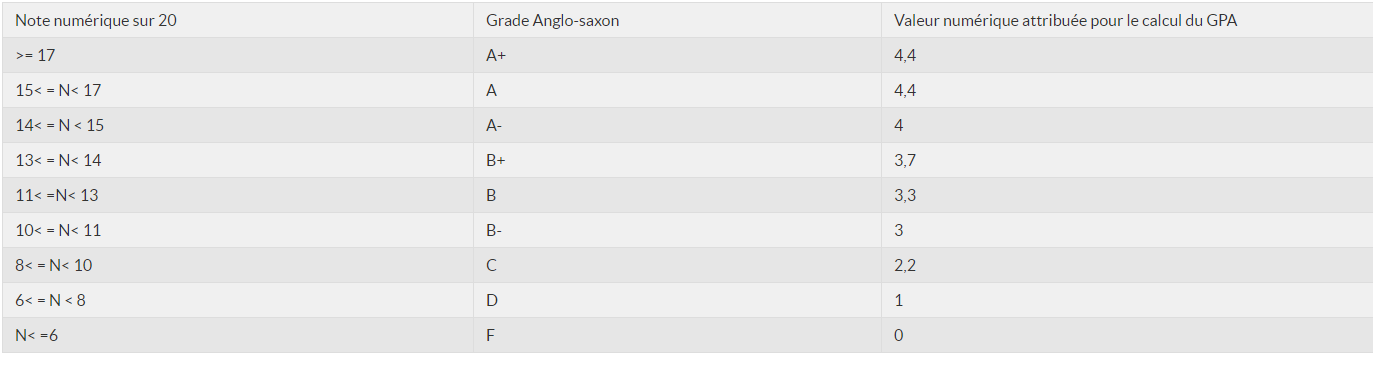 Note numérique sur 20 Grade Anglo-saxon Valeur numérique attribuée pour le calcul du GPA
>= 17 A+ 4,4
15< = N< 17 A 4,4
14< = N < 15 A- 4
13< = N< 14 B+ 3,7
11< =N< 13 B 3,3
10< = N< 11 B- 3
8< = N< 10 C 2,2
6< = N < 8 D 1
N< =6 F 0